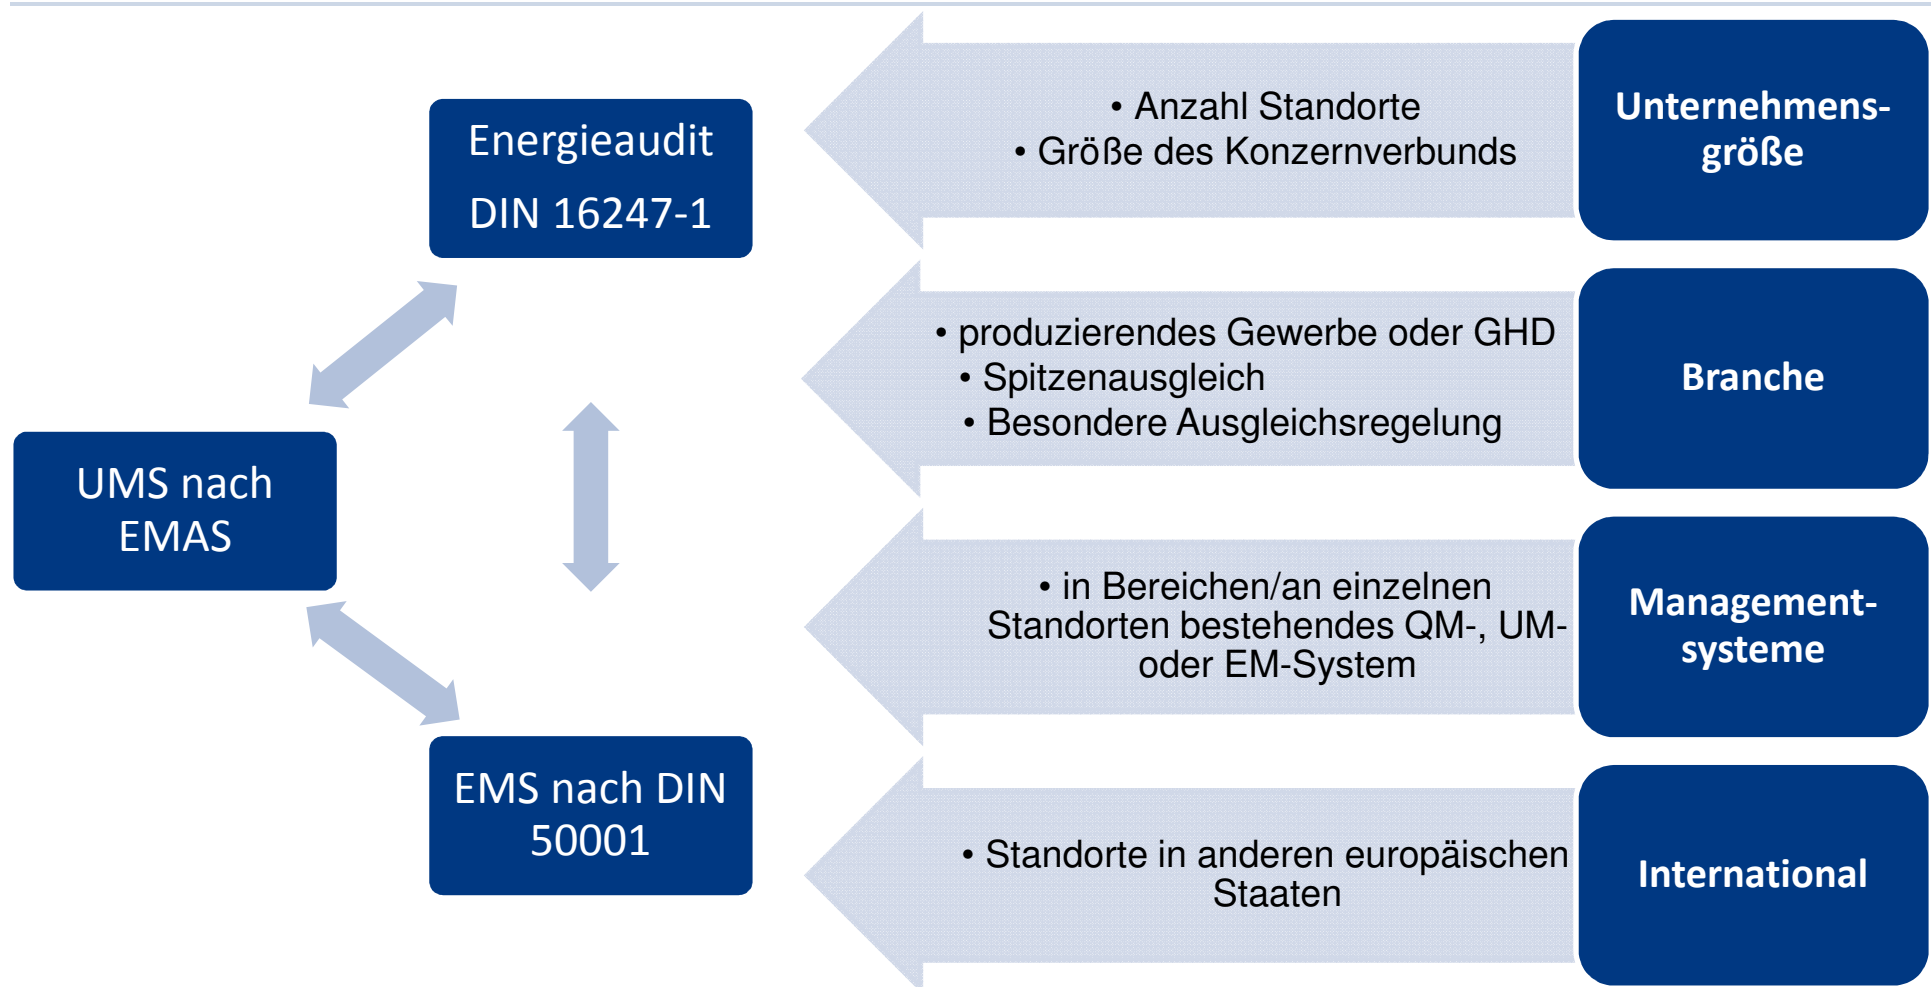 Energieaudit
DIN 16247-1
UMS nach
EMAS
EMS nach DIN
50001
• Anzahl Standorte
• Größe des Konzernverbunds
Unternehmens-
größe
• produzierendes Gewerbe oder GHD
• Spitzenausgleich
• Besondere Ausgleichsregelung
Branche
• in Bereichen/an einzelnen
Standorten bestehendes QM-, UM-
oder EM-System
Management-
systeme
• Standorte in anderen europäischen
Staaten
International